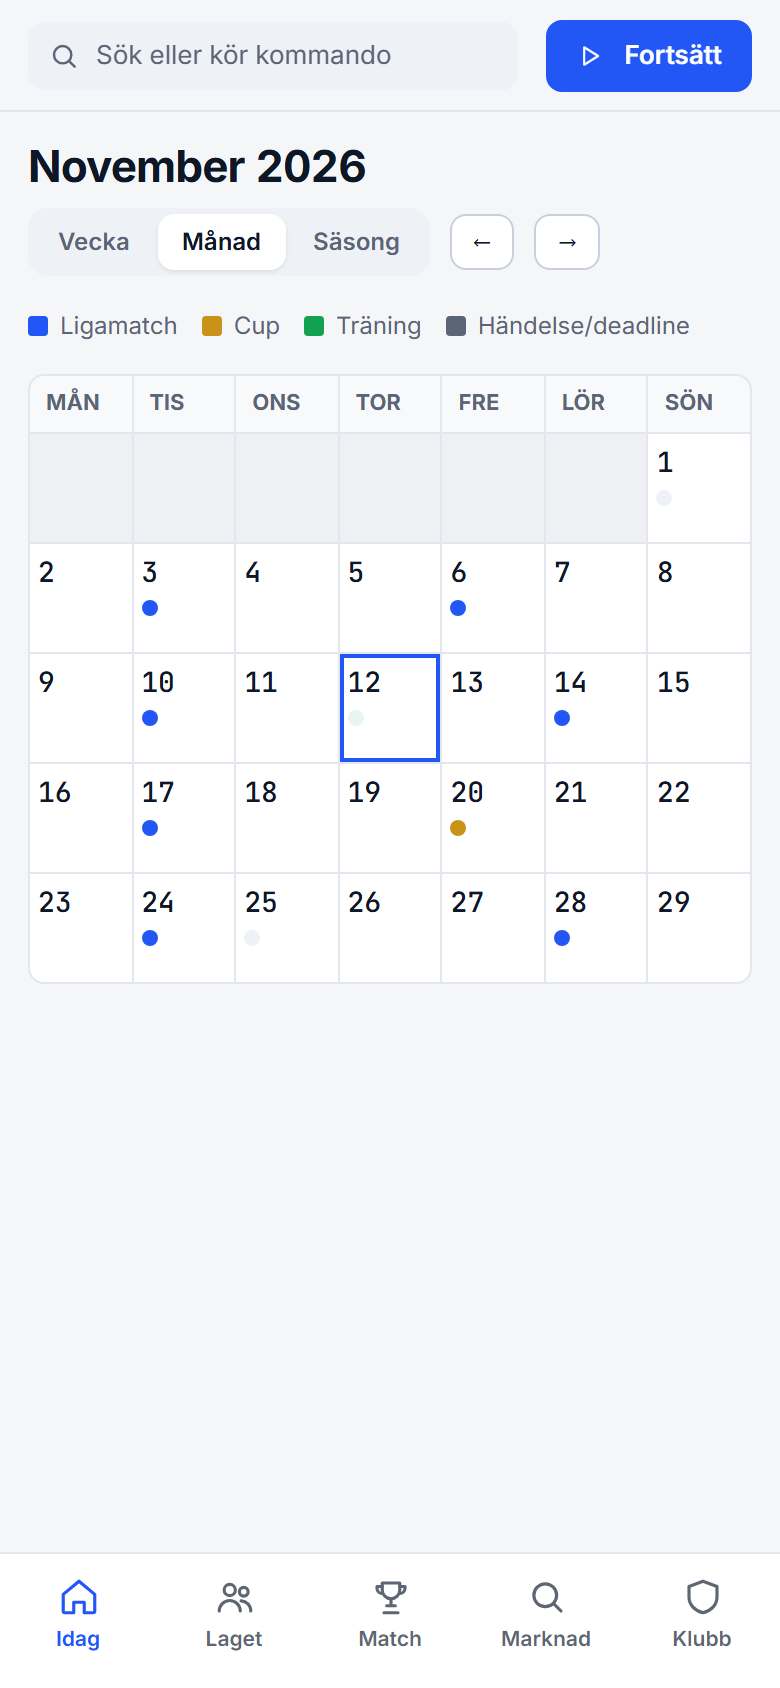 Sök eller kör kommando
Fortsätt
November 2026
Vecka Månad Säsong ← →
Ligamatch Cup Träning Händelse/deadline
MÅN TIS ONS TOR FRE LÖR SÖN
1
2 3 4 5 6 7 8
9 10 11 12 13 14 15
16 17 18 19 20 21 22
23 24 25 26 27 28 29
Idag Laget Match Marknad Klubb